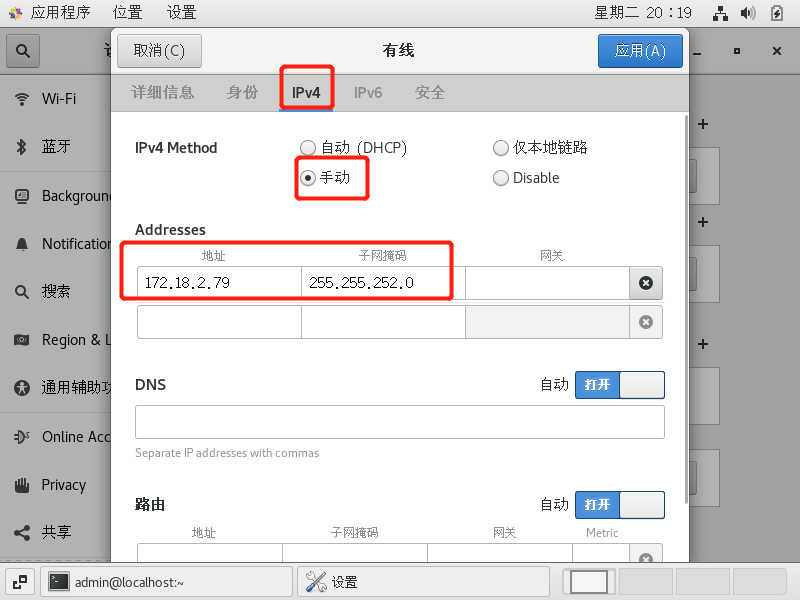 应用程序 位置 设置 星期二 20：19
取消(C) 有线 应用(A)
详细信息 身份 IPv4 IPv6 安全
Wi-Fi
蓝牙
Background
Notification
搜索
Region & L
通用辅助功
Online Acc
Privacy
共享
IPv4 Method 自动 (DHCP) 仅本地链路
手动 Disable
Addresses
地址 子网掩码 网关
172.18.2.79 255.255.252.0
DNS 自动 打开
Separate IP addresses with commas
路由 自动 打开
地址 子网掩码 网关 Metric
admin@localhost:~ 设置